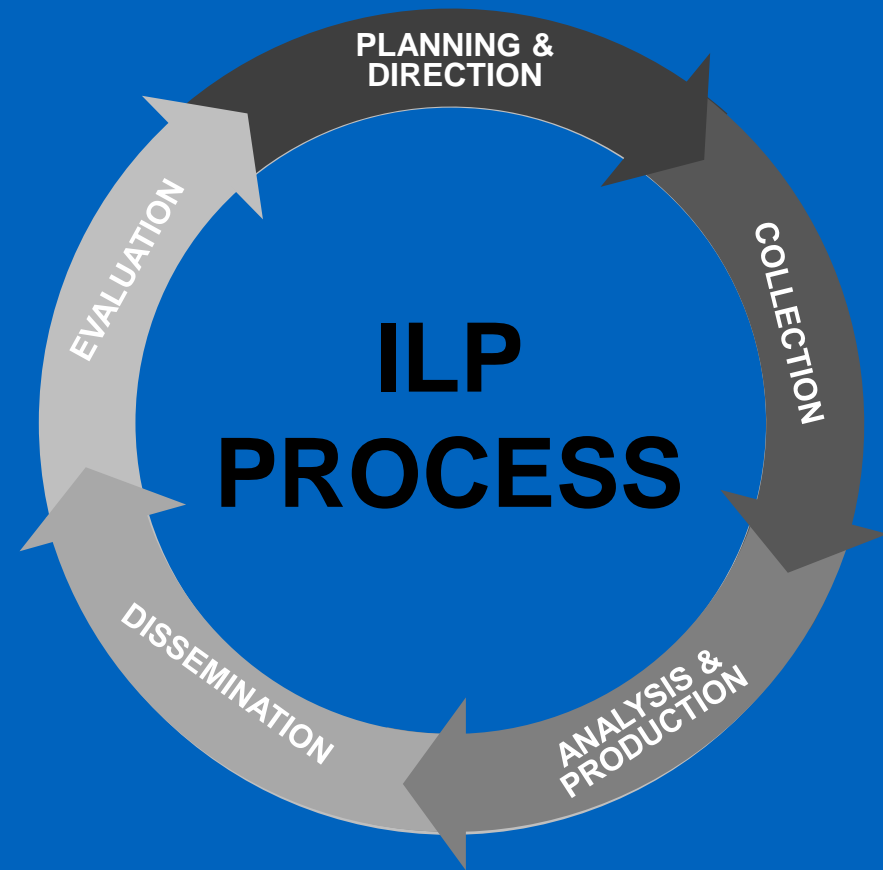 PLANNING &
DIRECTION
COLLECTION
ANALYSIS &
PRODUCTION
DISSEMINATION
EVALUATION
ILP
PROCESS